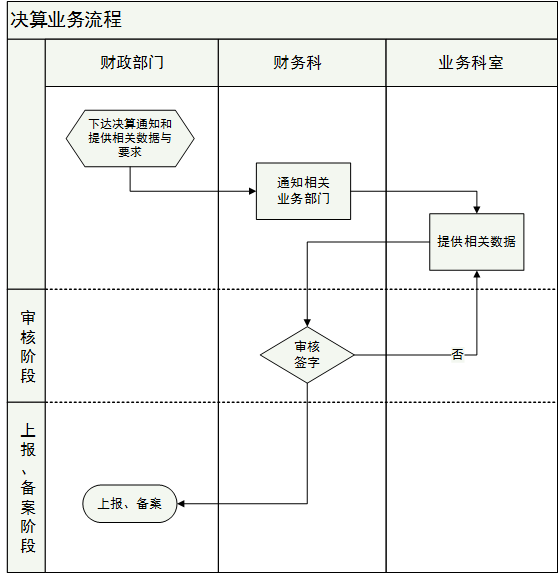 决算业务流程
财政部门
财务科
业务科室
下达决算通知和
提供相关数据与
要求
通知相关
业务部门
提供相关数据
审核阶段
审核
签字
否
上报、备案阶段
上报、备案